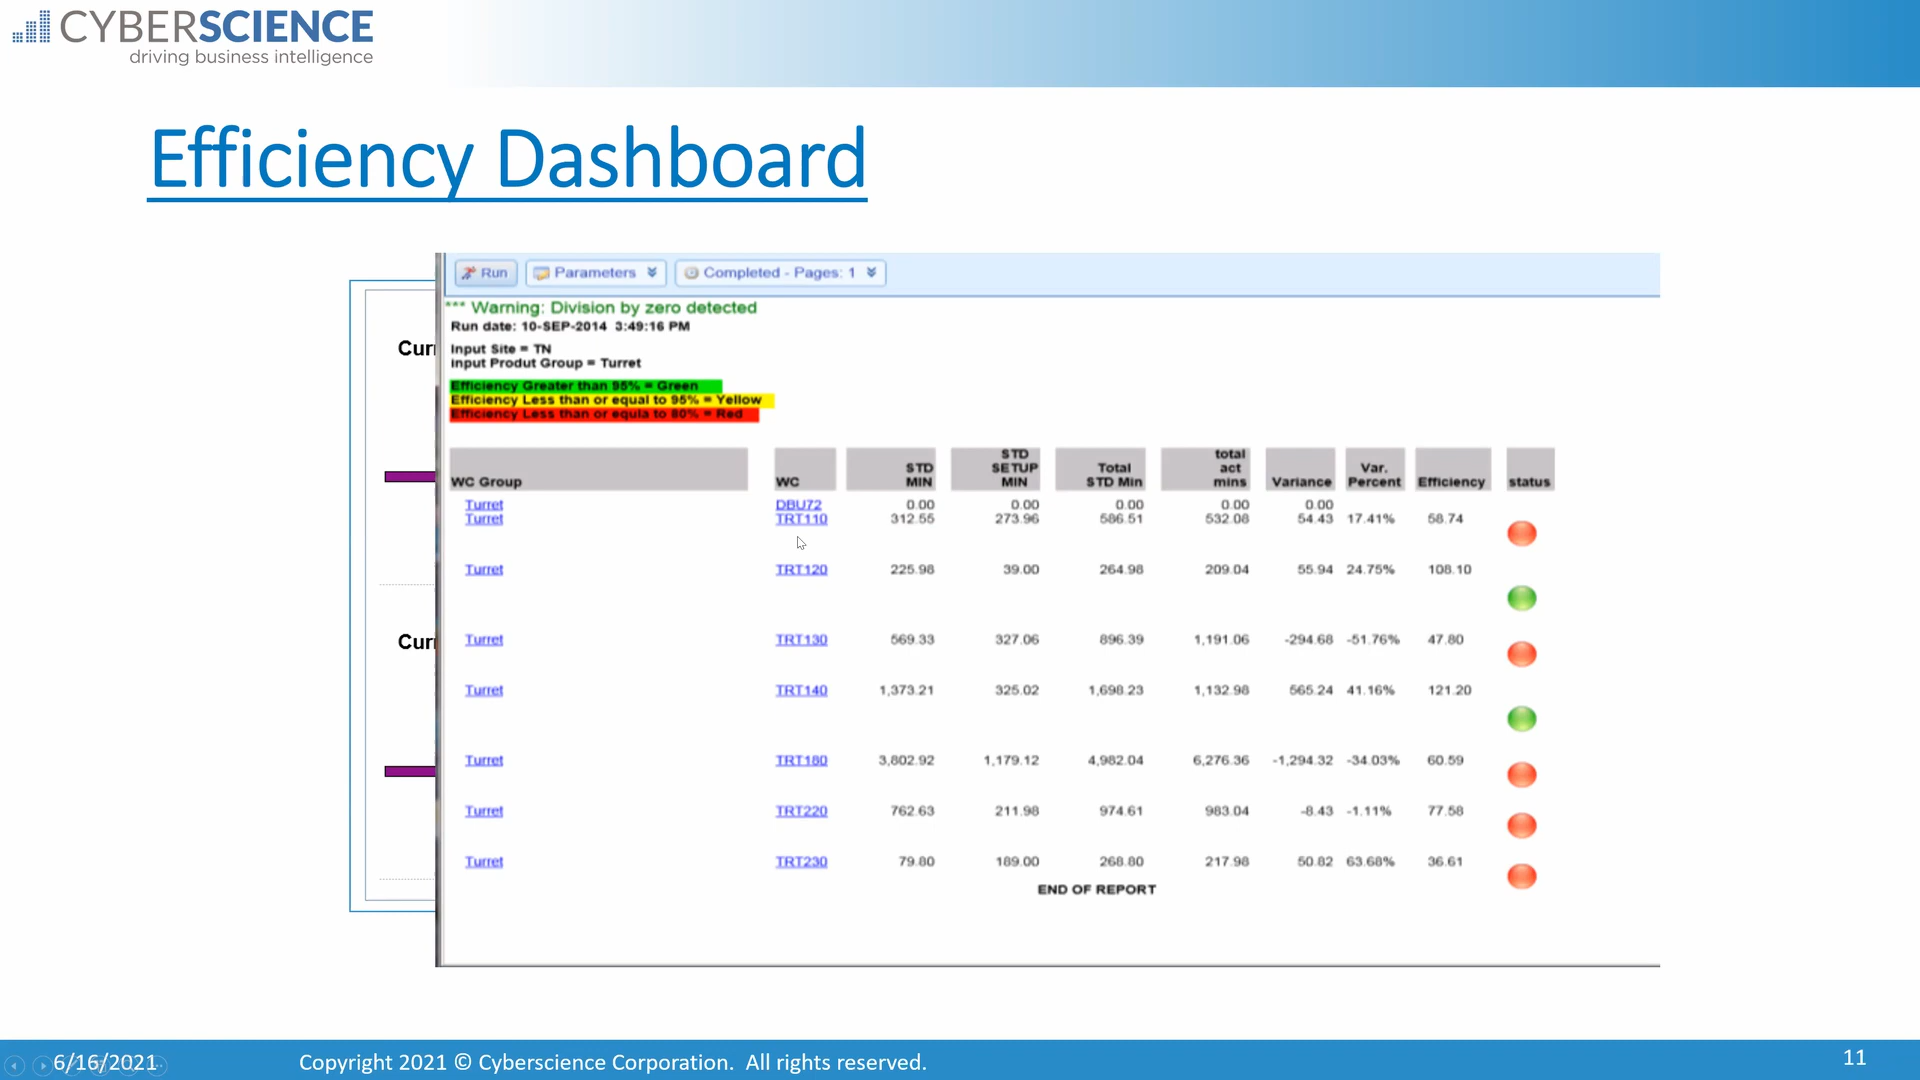 CYBERSCIENCE
driving business intelligence
Efficiency Dashboard
Run Parameters Completed - Pages: 1
*** Warning: Division by zero detected
Run date: 10-SEP-2014 3:49:16 PM
Input Site = TN
input Produt Group = Turret
Efficiency Greater than 95% = Green
Efficiency Less than or equal to 95% = Yellow
Efficiency Less than or equla to 80% = Red
Curr
Curr
WC Group WC STD MIN STD SETUP MIN Total STD Min total act mins Variance Var. Percent Efficiency status
Turret DBU72 0.00 0.00 0.00 0.00 0.00
Turret TRT110 312.55 273.96 586.51 532.08 54.43 17.41% 58.74
Turret TRT120 225.98 39.00 264.98 209.04 55.94 24.75% 108.10
Turret TRT130 569.33 327.06 896.39 1,191.06 -294.68 -51.76% 47.80
Turret TRT140 1,373.21 325.02 1,698.23 1,132.98 565.24 41.16% 121.20
Turret TRT180 3,802.92 1,179.12 4,982.04 6,276.36 -1,294.32 -34.03% 60.59
Turret TRT220 762.63 211.98 974.61 983.04 -8.43 -1.11% 77.58
Turret TRT230 79.80 189.00 268.80 217.98 50.82 63.68% 36.61
END OF REPORT
6/16/2021 Copyright 2021 © Cyberscience Corporation. All rights reserved. 11